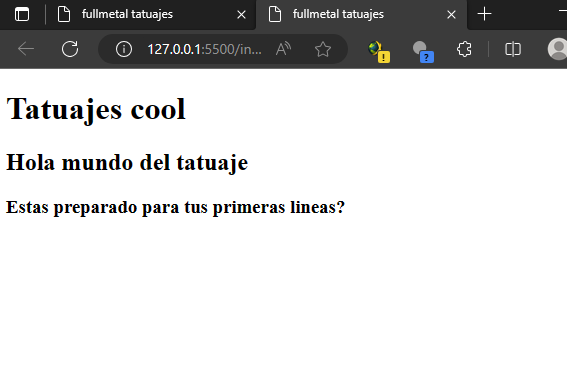 fullmetal tatuajes
fullmetal tatuajes
127.0.0.1:5500/in...
Tatuajes cool
Hola mundo del tatuaje
Estas preparado para tus primeras lineas?